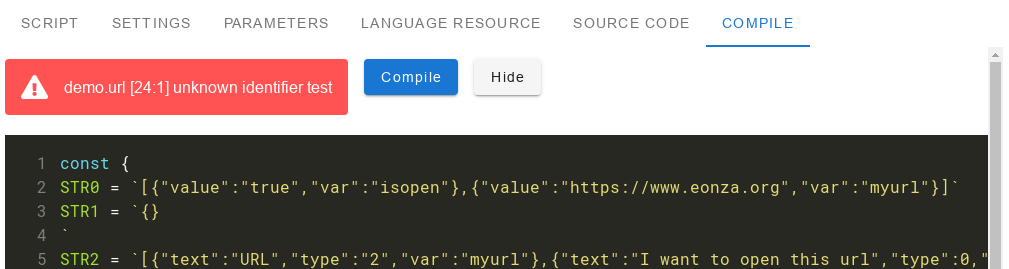 SCRIPT SETTINGS PARAMETERS LANGUAGE RESOURCE SOURCE CODE COMPILE
demo.url [24:1] unknown identifier test Compile Hide
1 const {
2 STR0 = `[{"value":"true","var":"isopen"},{"value":"https://www.eonza.org","var":"myurl"}]`
3 STR1 = `{}
4 `
5 STR2 = `[{"text":"URL","type":"2","var":"myurl"},{"text":"I want to open this url","type":0,"